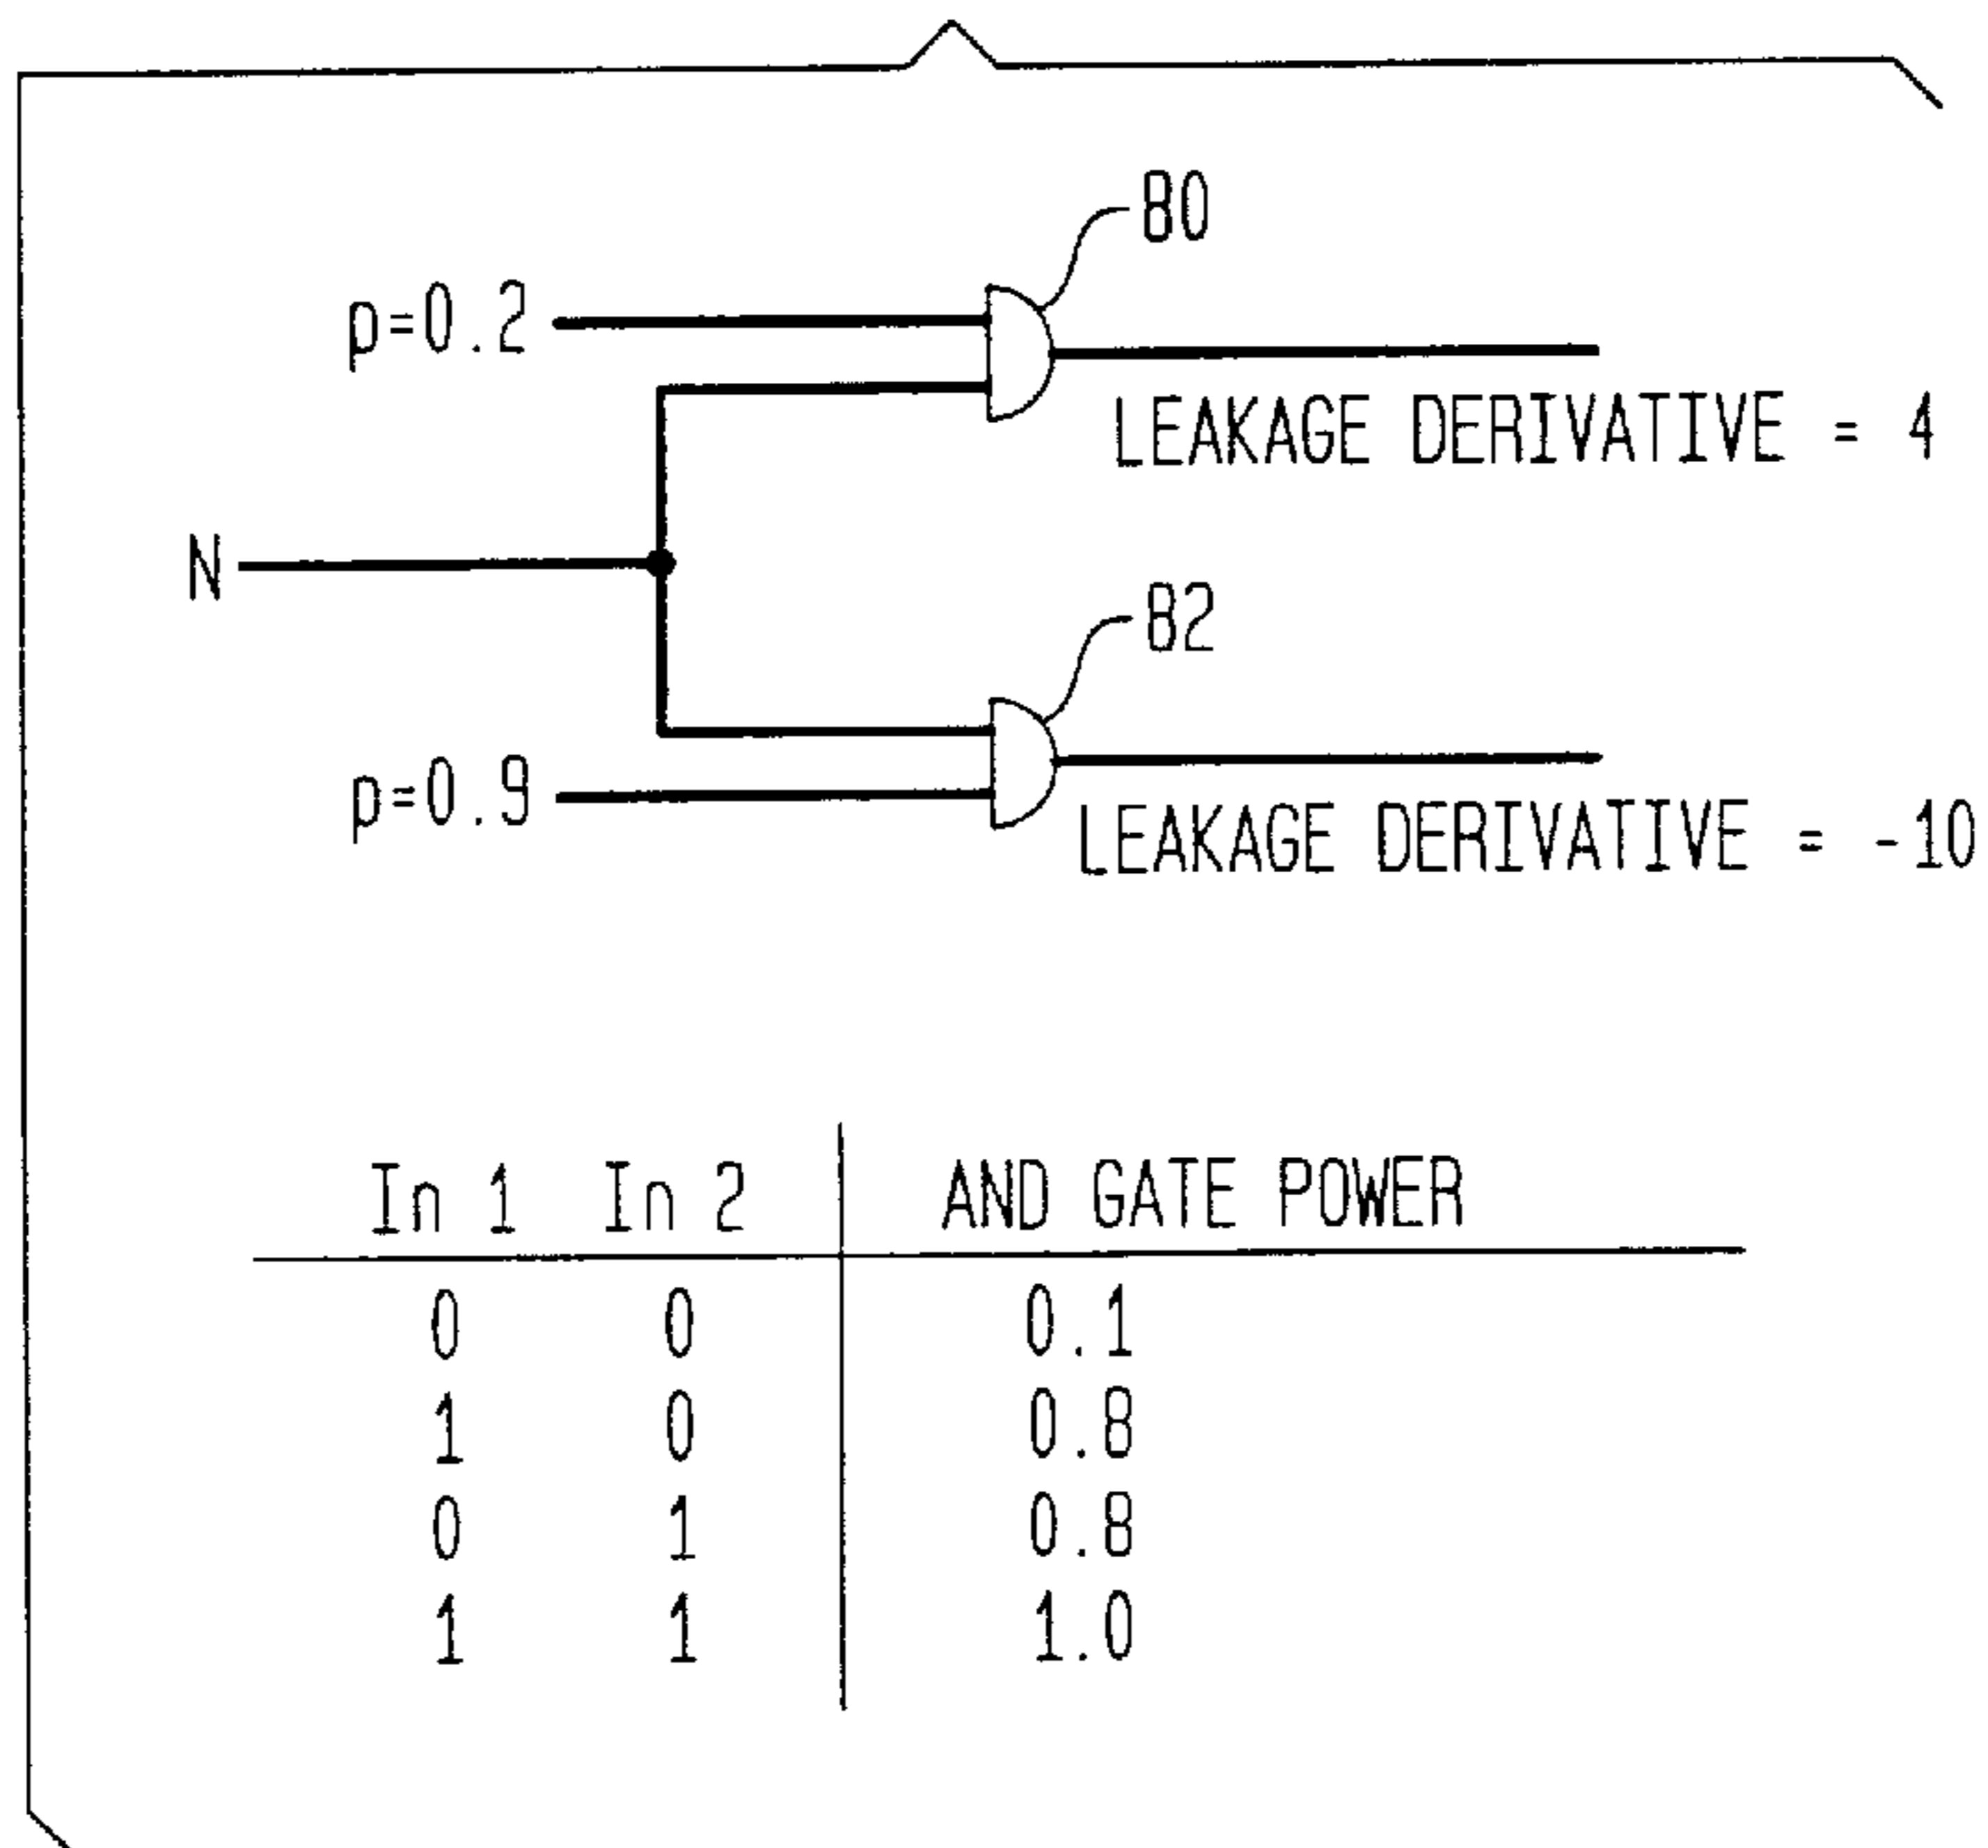 80
p=0.2
LEAKAGE DERIVATIVE = 4
N
82
p=0.9
LEAKAGE DERIVATIVE = -10
In 1 In 2 AND GATE POWER
0 0 0.1
1 0 0.8
0 1 0.8
1 1 1.0